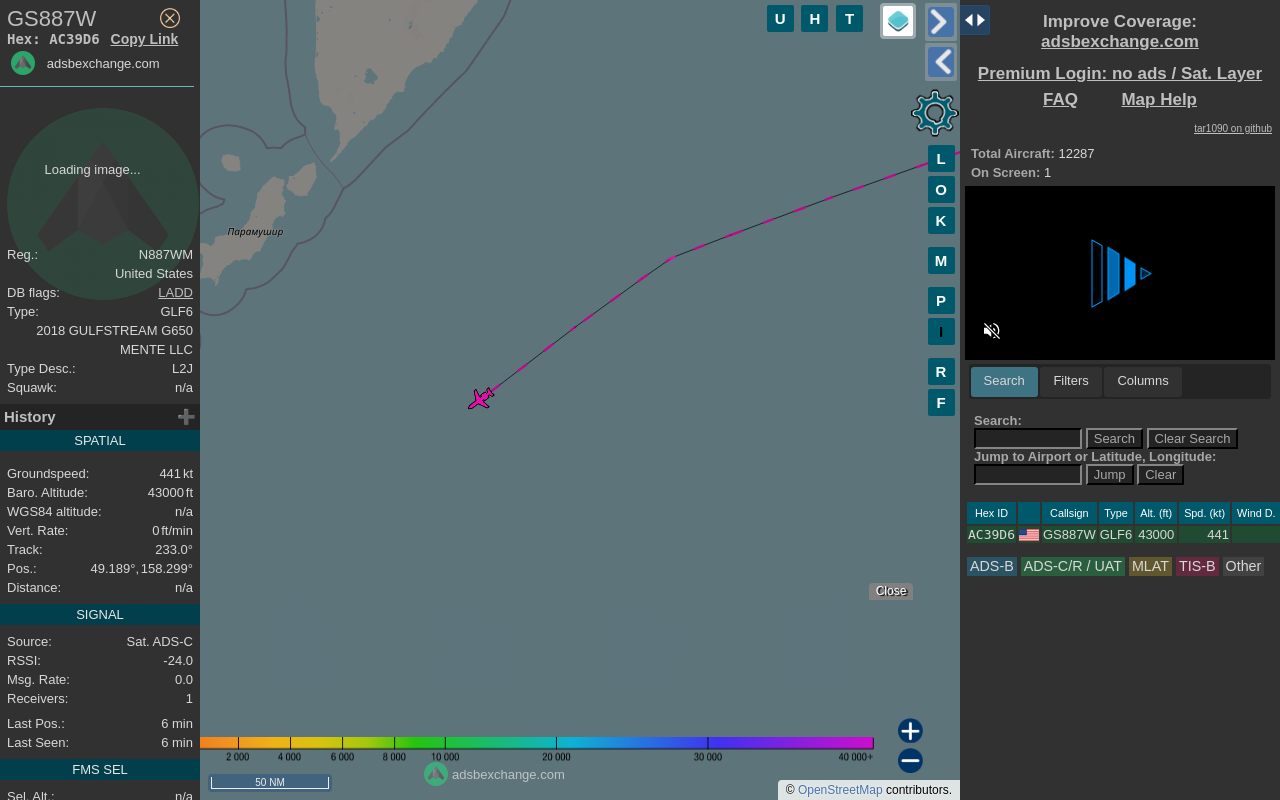 GS887W
Hex: AC39D6 Copy Link
adsbexchange.com
Loading image...
Reg.: N887WM
United States
DB flags: LADD
Type: GLF6
2018 GULFSTREAM G650
MENTE LLC
Type Desc.: L2J
Squawk: n/a
History
SPATIAL
Groundspeed: 441 kt
Baro. Altitude: 43000 ft
WGS84 altitude: n/a
Vert. Rate: 0 ft/min
Track: 233.0°
Pos.: 49.189°, 158.299°
Distance: n/a
SIGNAL
Source: Sat. ADS-C
RSSI: -24.0
Msg. Rate: 0.0
Receivers: 1
Last Pos.: 6 min
Last Seen: 6 min
FMS SEL
Sel. Alt.: n/a
Парамушир
U H T
L
O
K
M
P
I
R
F
Close
2 000 4 000 6 000 8 000 10 000 20 000 30 000 40 000+
50 NM
adsbexchange.com
© OpenStreetMap contributors.
Improve Coverage:
adsbexchange.com
Premium Login: no ads / Sat. Layer
FAQ Map Help
tar1090 on github
Total Aircraft: 12287
On Screen: 1
Search Filters Columns
Search:
Search Clear Search
Jump to Airport or Latitude, Longitude:
Jump Clear
Hex ID Callsign Type Alt. (ft) Spd. (kt) Wind D.
AC39D6 GS887W GLF6 43000 441
ADS-B ADS-C/R / UAT MLAT TIS-B Other